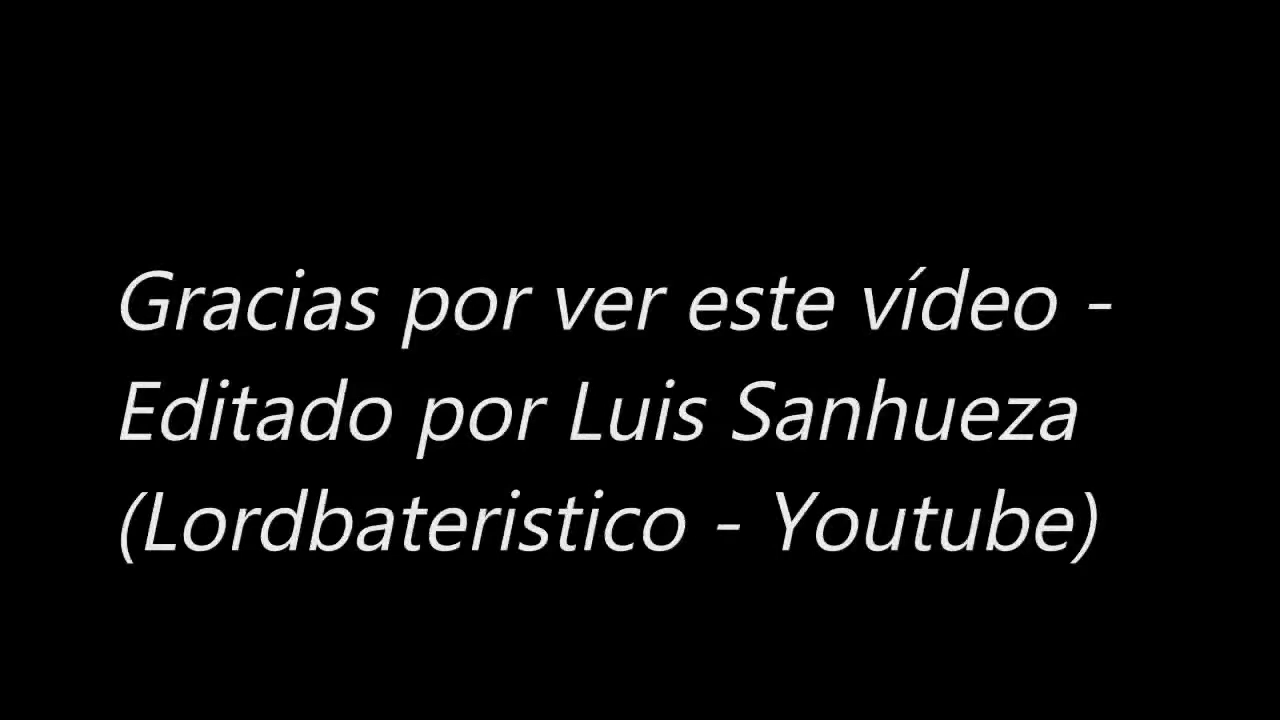 Gracias por ver este vídeo -
Editado por Luis Sanhueza
(Lordbateristico - Youtube)